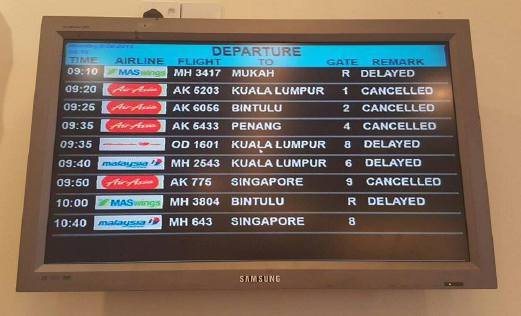 DEPARTURE
TIME AIRLINE FLIGHT TO GATE REMARK
09:10 MASwings MH 3417 MUKAH R DELAYED
09:20 AirAsia AK 5203 KUALA LUMPUR 1 CANCELLED
09:25 AirAsia AK 6056 BINTULU 2 CANCELLED
09:35 AirAsia AK 5433 PENANG 4 CANCELLED
09:35 OD 1601 KUALA LUMPUR 8 DELAYED
09:40 malaysia MH 2543 KUALA LUMPUR 6 DELAYED
09:50 AirAsia AK 775 SINGAPORE 9 CANCELLED
10:00 MASwings MH 3804 BINTULU R DELAYED
10:40 malaysia MH 643 SINGAPORE 8
SAMSUNG